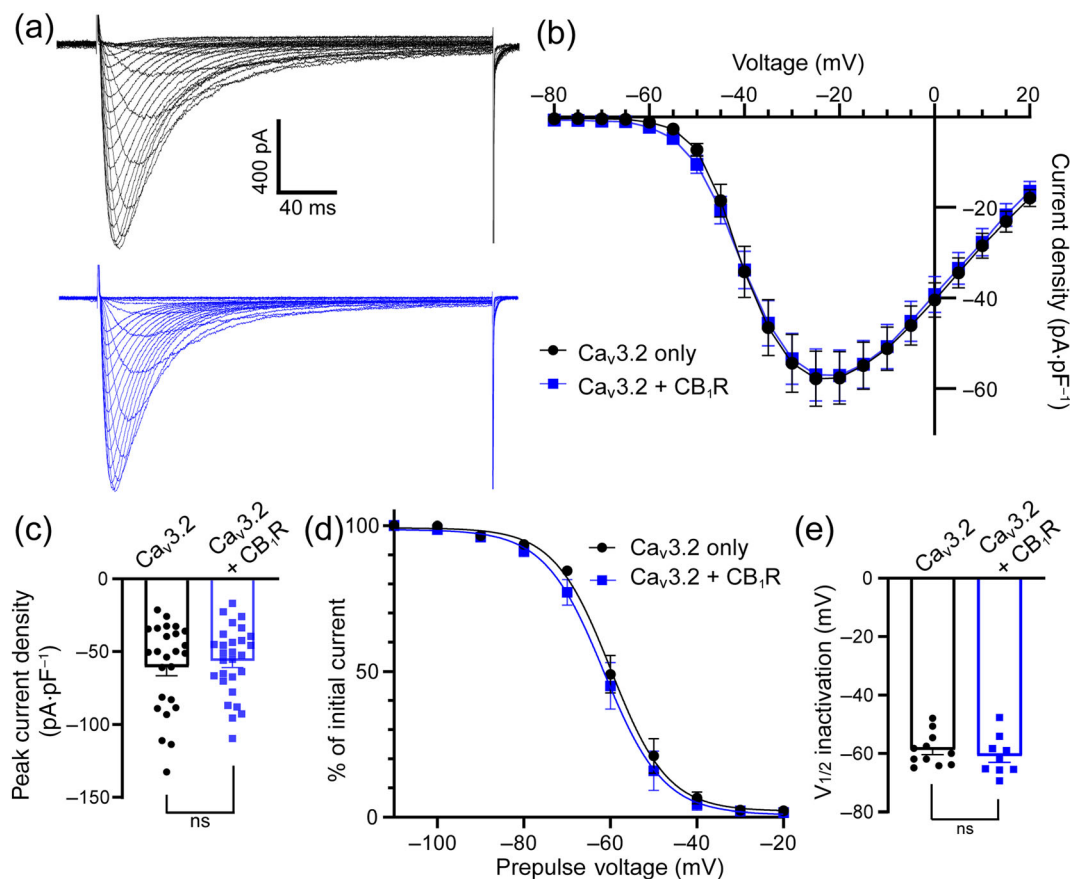 (a)
400 pA
40 ms
(b)
Voltage (mV)
−80 −60 −40 −20 0 20
−20
−40
−60
Current density (pA·pF⁻¹)
Caᵥ3.2 only
Caᵥ3.2 + CB₁R
(c)
Caᵥ3.2
Caᵥ3.2 + CB₁R
0
−50
−100
−150
Peak current density
(pA·pF⁻¹)
ns
(d)
100
50
0
% of initial current
Caᵥ3.2 only
Caᵥ3.2 + CB₁R
−100 −80 −60 −40 −20
Prepulse voltage (mV)
(e)
Caᵥ3.2
Caᵥ3.2
+ CB₁R
0
−20
−40
−60
−80
V₁/₂ inactivation (mV)
ns